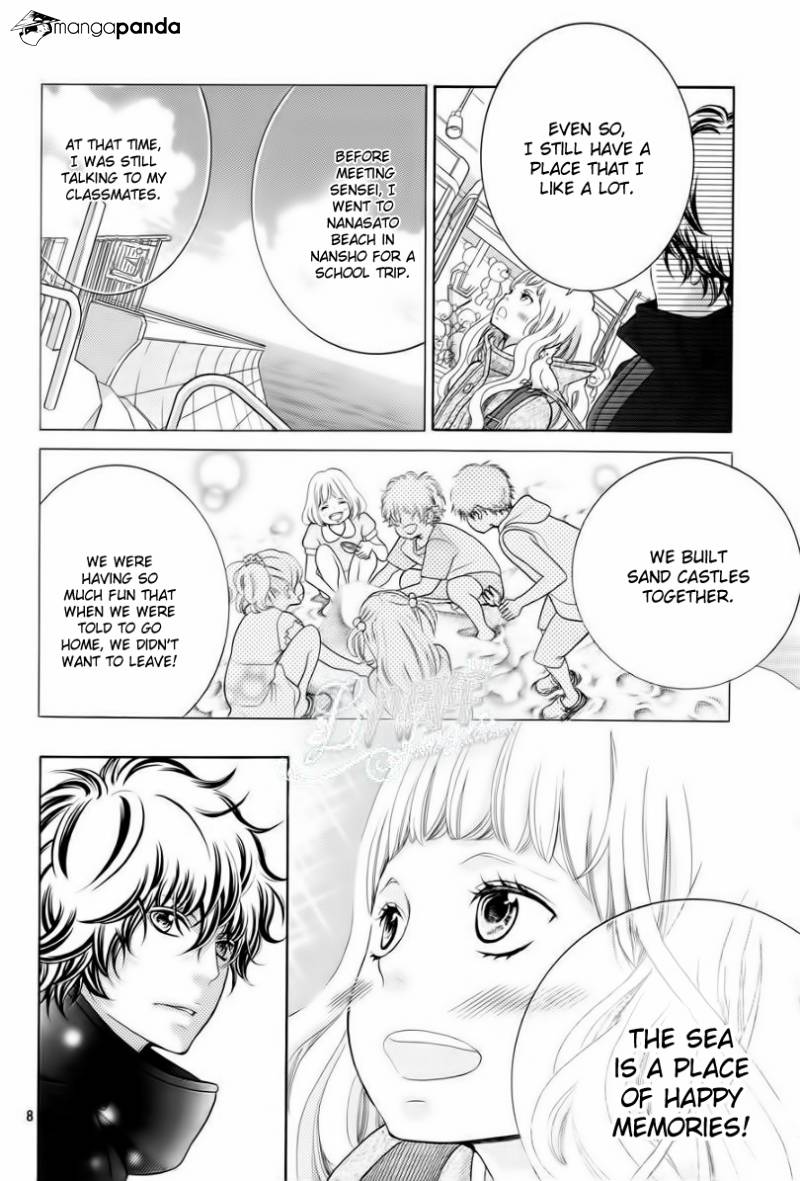 mangapanda
EVEN SO,
I STILL HAVE A
PLACE THAT I
LIKE A LOT.
BEFORE
MEETING
SENSEI, I
WENT TO
NANASATO
BEACH IN
NANSHO FOR A
SCHOOL TRIP.
AT THAT TIME,
I WAS STILL
TALKING TO MY
CLASSMATES.
WE BUILT
SAND CASTLES
TOGETHER.
WE WERE
HAVING SO
MUCH FUN THAT
WHEN WE WERE
TOLD TO GO
HOME, WE DIDN'T
WANT TO LEAVE!
THE SEA
IS A PLACE
OF HAPPY
MEMORIES!
8